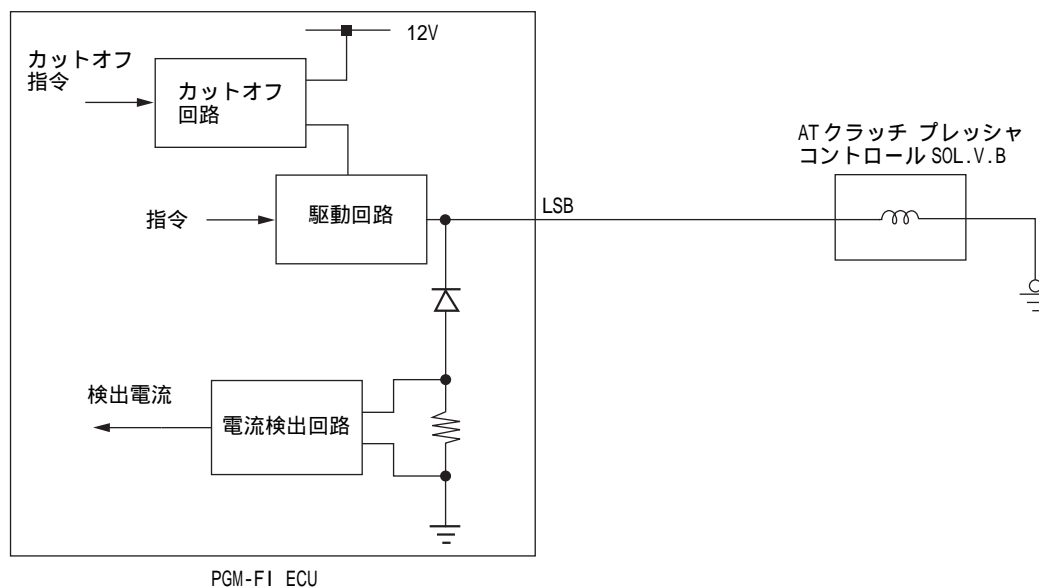 12V
カットオフ
指令
カットオフ
回路
AT クラッチ プレッシャ
コントロール SOL.V.B
指令
駆動回路
LSB
検出電流
電流検出回路
PGM-FI ECU